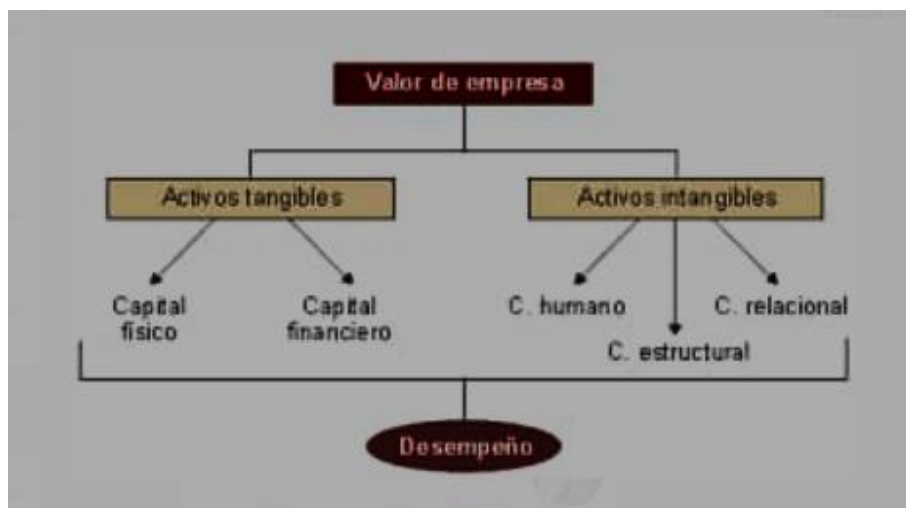 Valor de empresa
Activos tangibles
Activos intangibles
Capital
físico
Capital
financiero
C. humano
C. relacional
C. estructural
Desempeño